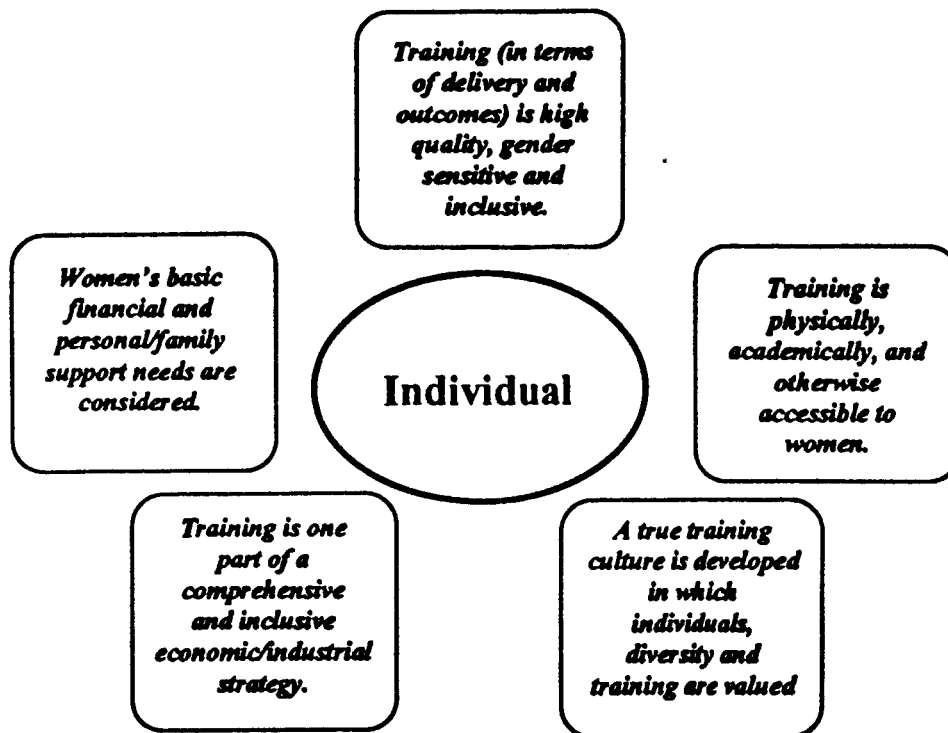 Training (in terms
of delivery and
outcomes) is high
quality, gender
sensitive and
inclusive.
Women's basic
financial and
personal/family
support needs are
considered.
Individual
Training is
physically,
academically, and
otherwise
accessible to
women.
Training is one
part of a
comprehensive
and inclusive
economic/industrial
strategy.
A true training
culture is developed
in which
individuals,
diversity and
training are valued